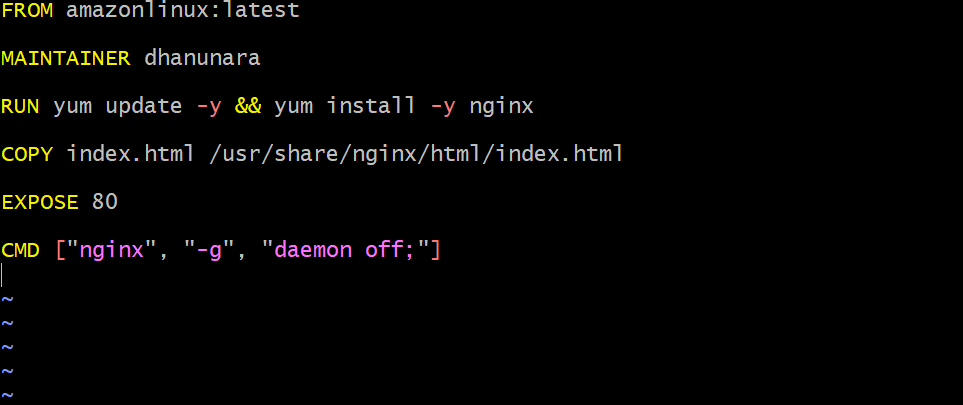 FROM amazonlinux:latest
MAINTAINER dhanunara
RUN yum update -y && yum install -y nginx
COPY index.html /usr/share/nginx/html/index.html
EXPOSE 80
CMD ["nginx", "-g", "daemon off;"]
~
~
~
~
~